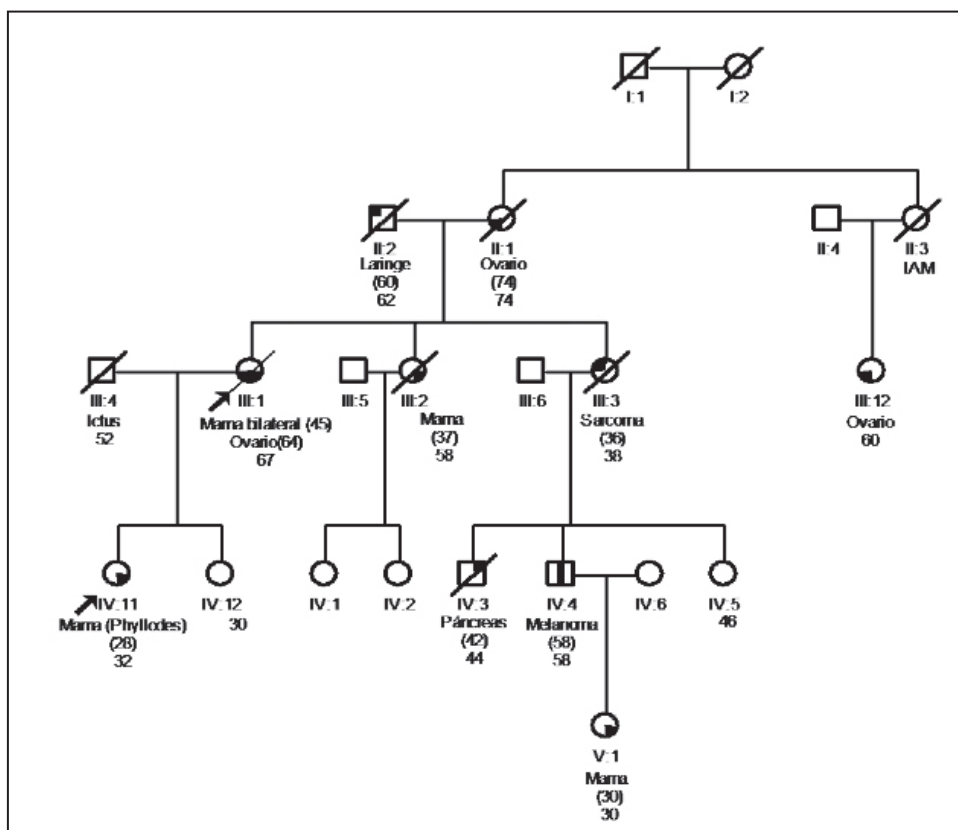 I:1 I:2
II:2 II:1 II:4 II:3
Laringe Ovario IAM
(60) (74)
62 74
III:4 III:1 III:5 III:2 III:6 III:3 III:12
Ictus Mama bilateral (45) Mama Sarcoma Ovario
52 Ovario(64) (37) (36) 60
67 58 38
IV:11 IV:12 IV:1 IV:2 IV:3 IV:4 IV:6 IV:5
Mama (Phyllodes) 30 Páncreas Melanoma 46
(28) (42) (58)
32 44 58
V:1
Mama
(30)
30